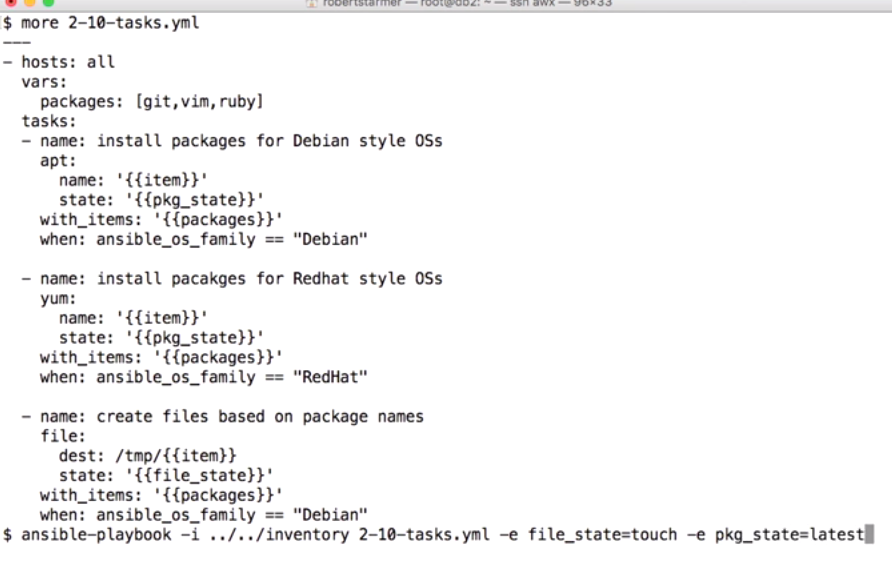 robertstarmer — root@db2: ~ — ssh awx — 96×33
$ more 2-10-tasks.yml
---
- hosts: all
  vars:
    packages: [git,vim,ruby]
  tasks:
  - name: install packages for Debian style OSs
    apt:
      name: '{{item}}'
      state: '{{pkg_state}}'
    with_items: '{{packages}}'
    when: ansible_os_family == "Debian"

  - name: install pacakges for Redhat style OSs
    yum:
      name: '{{item}}'
      state: '{{pkg_state}}'
    with_items: '{{packages}}'
    when: ansible_os_family == "RedHat"

  - name: create files based on package names
    file:
      dest: /tmp/{{item}}
      state: '{{file_state}}'
    with_items: '{{packages}}'
    when: ansible_os_family == "Debian"
$ ansible-playbook -i ../../inventory 2-10-tasks.yml -e file_state=touch -e pkg_state=latest